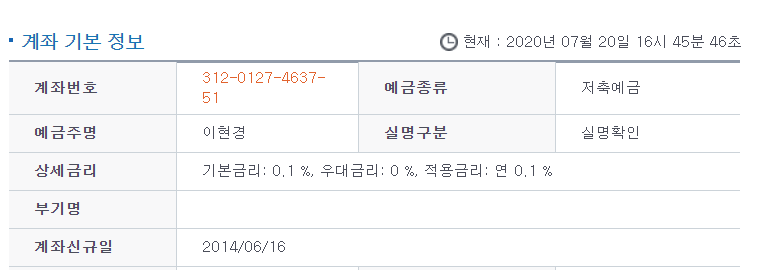 계좌 기본 정보
현재 : 2020년 07월 20일 16시 45분 46초
계좌번호
312-0127-4637-
51
예금종류
저축예금
예금주명
이현경
실명구분
실명확인
상세금리
기본금리: 0.1 %, 우대금리: 0 %, 적용금리: 연 0.1 %
부기명
계좌신규일
2014/06/16